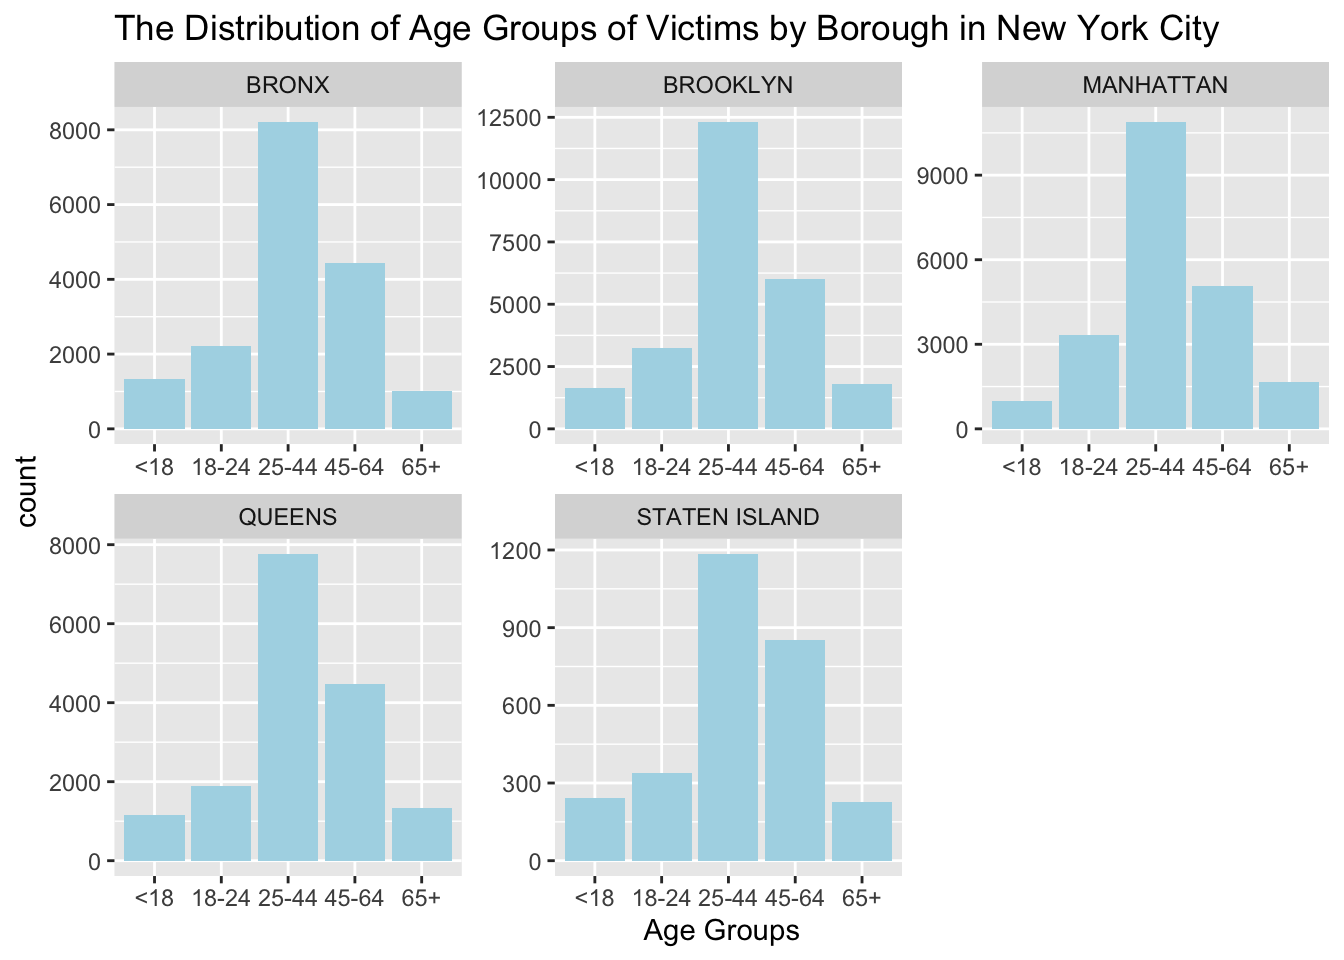 The Distribution of Age Groups of Victims by Borough in New York City
BRONX
8000
6000
4000
2000
0
<18 18-24 25-44 45-64 65+
BROOKLYN
12500
10000
7500
5000
2500
0
<18 18-24 25-44 45-64 65+
MANHATTAN
9000
6000
3000
0
<18 18-24 25-44 45-64 65+
count
QUEENS
8000
6000
4000
2000
0
<18 18-24 25-44 45-64 65+
STATEN ISLAND
1200
900
600
300
0
<18 18-24 25-44 45-64 65+
Age Groups